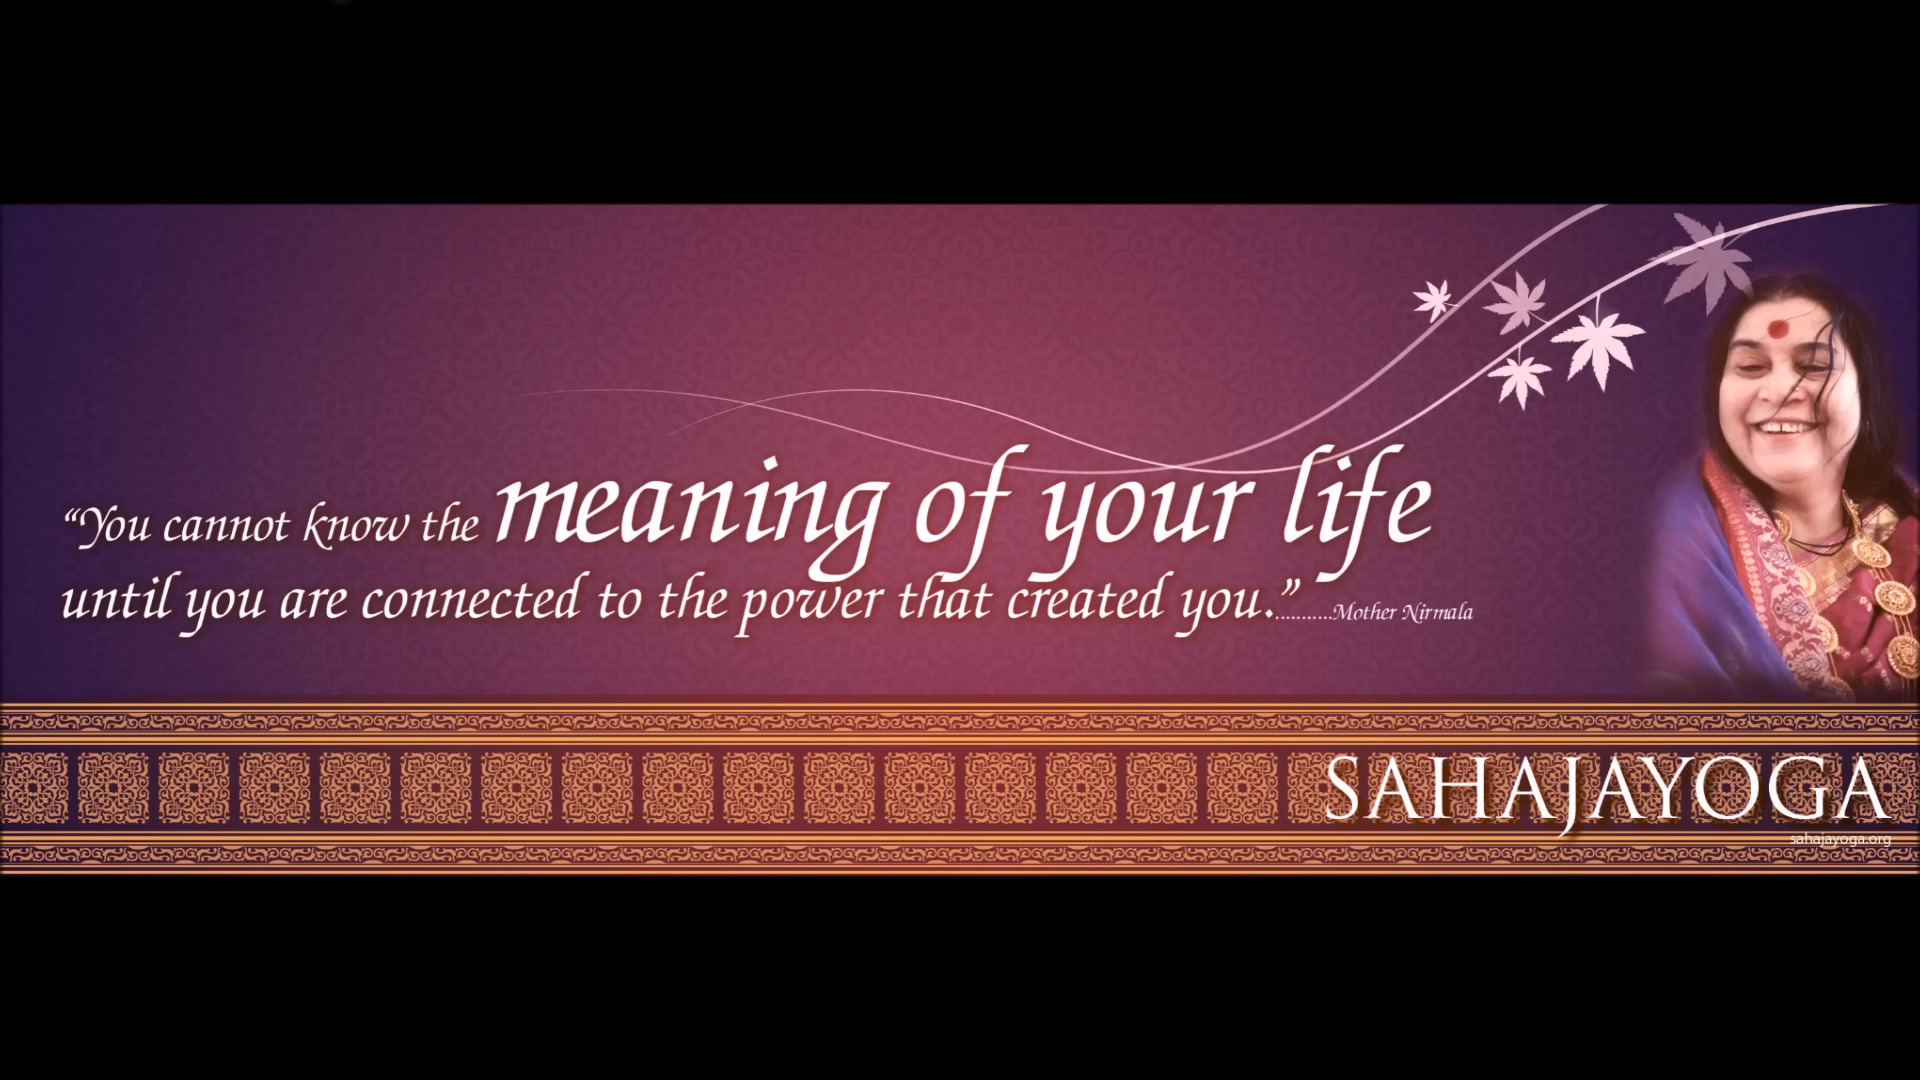 “You cannot know the meaning of your life
until you are connected to the power that created you.”...........Mother Nirmala
SAHAJAYOGA
sahajayoga.org